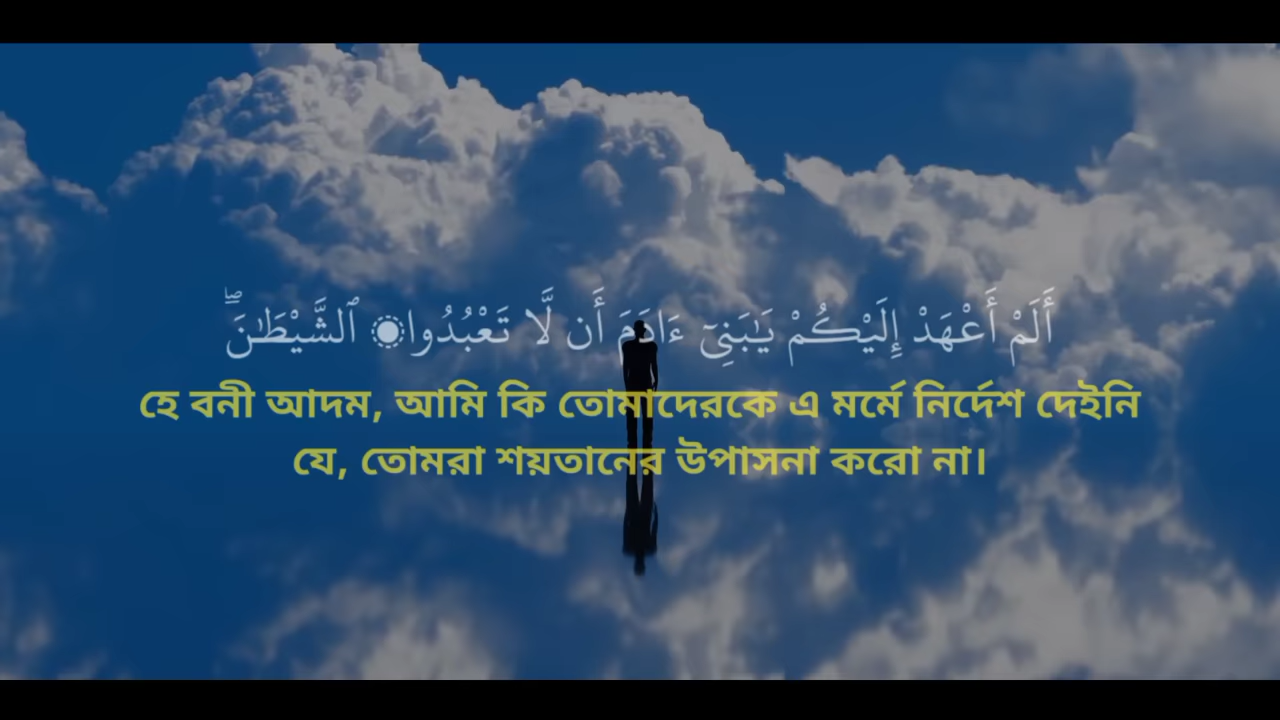 أَلَمْ أَعْهَدْ إِلَيْكُمْ يَٰبَنِىٓ ءَادَمَ أَن لَّا تَعْبُدُوا۟ ٱلشَّيْطَٰنَ ۖ
হে বনী আদম, আমি কি তোমাদেরকে এ মর্মে নির্দেশ দেইনি
যে, তোমরা শয়তানের উপাসনা করো না।